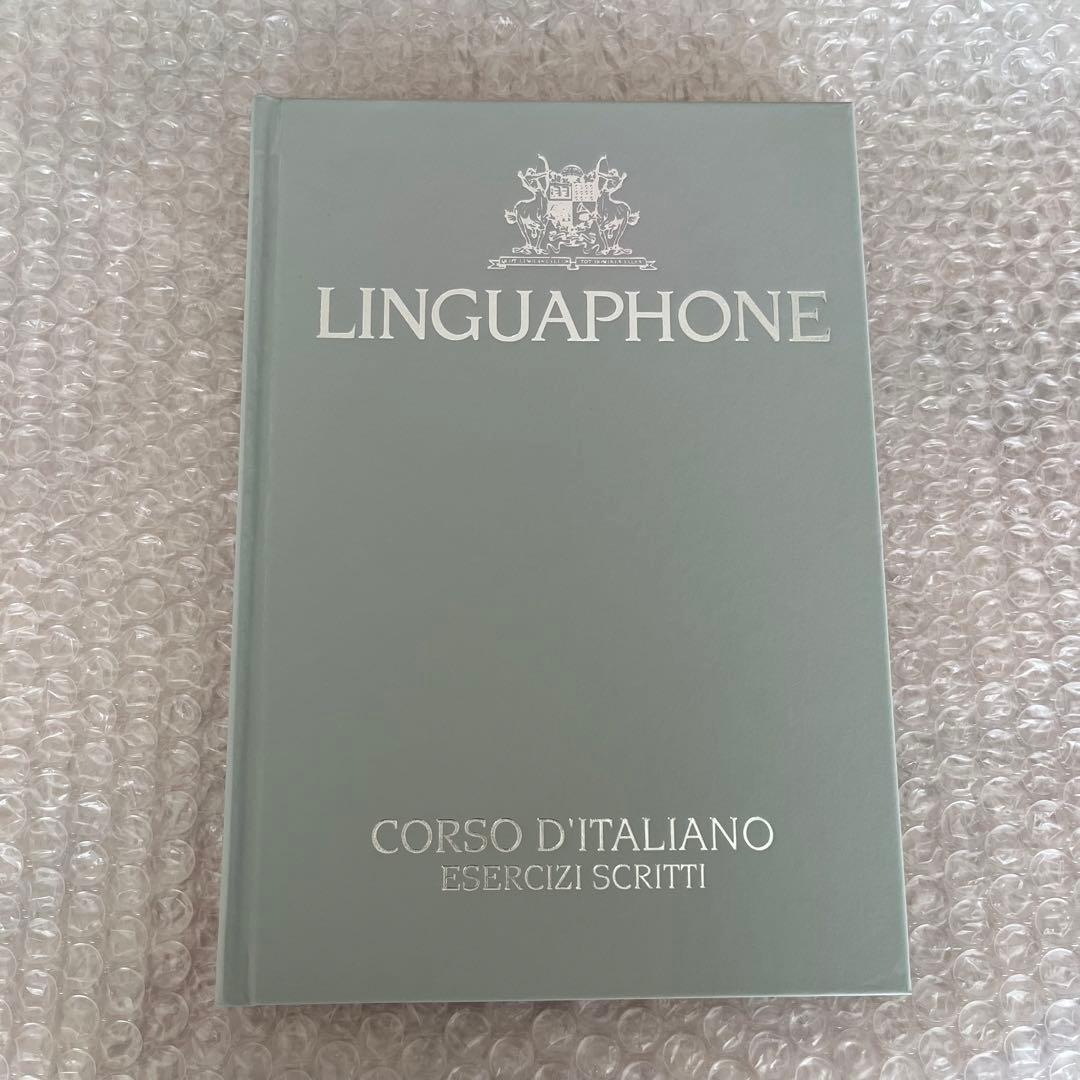 LINGUAPHONE
CORSO D'ITALIANO
ESERCIZI SCRITTI